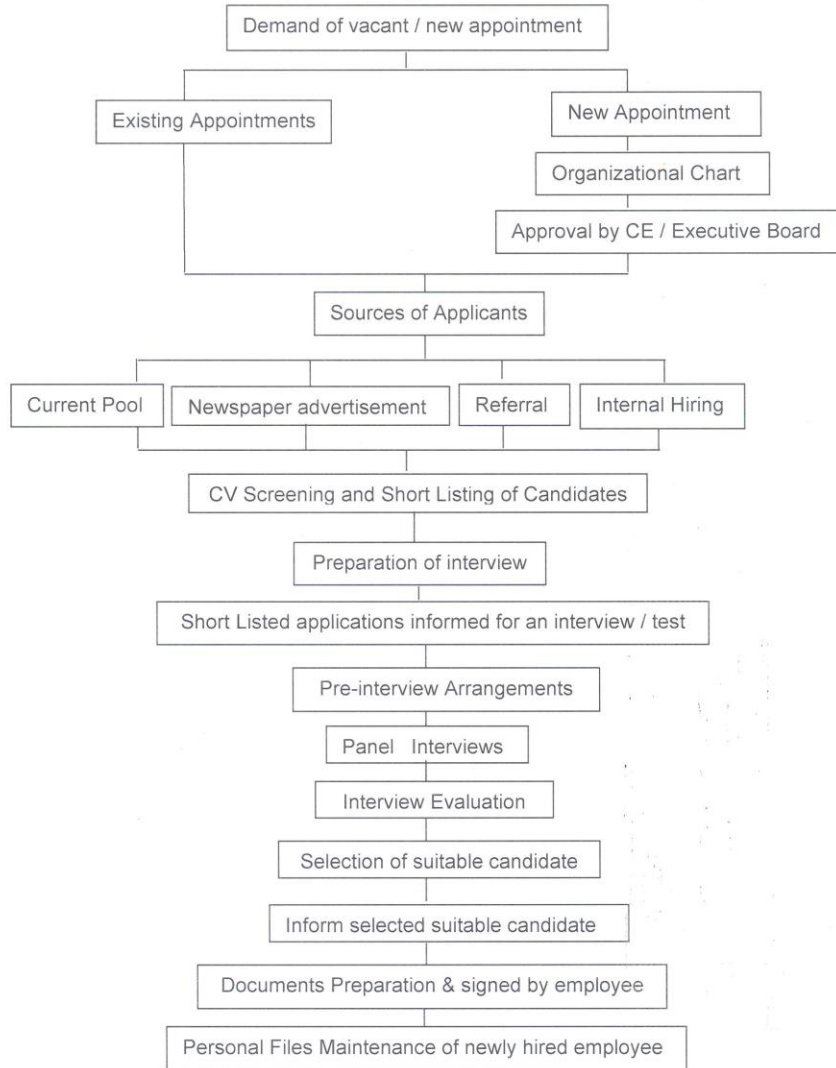 Demand of vacant / new appointment
Existing Appointments
New Appointment
Organizational Chart
Approval by CE / Executive Board
Sources of Applicants
Current Pool
Newspaper advertisement
Referral
Internal Hiring
CV Screening and Short Listing of Candidates
Preparation of interview
Short Listed applications informed for an interview / test
Pre-interview Arrangements
Panel Interviews
Interview Evaluation
Selection of suitable candidate
Inform selected suitable candidate
Documents Preparation & signed by employee
Personal Files Maintenance of newly hired employee